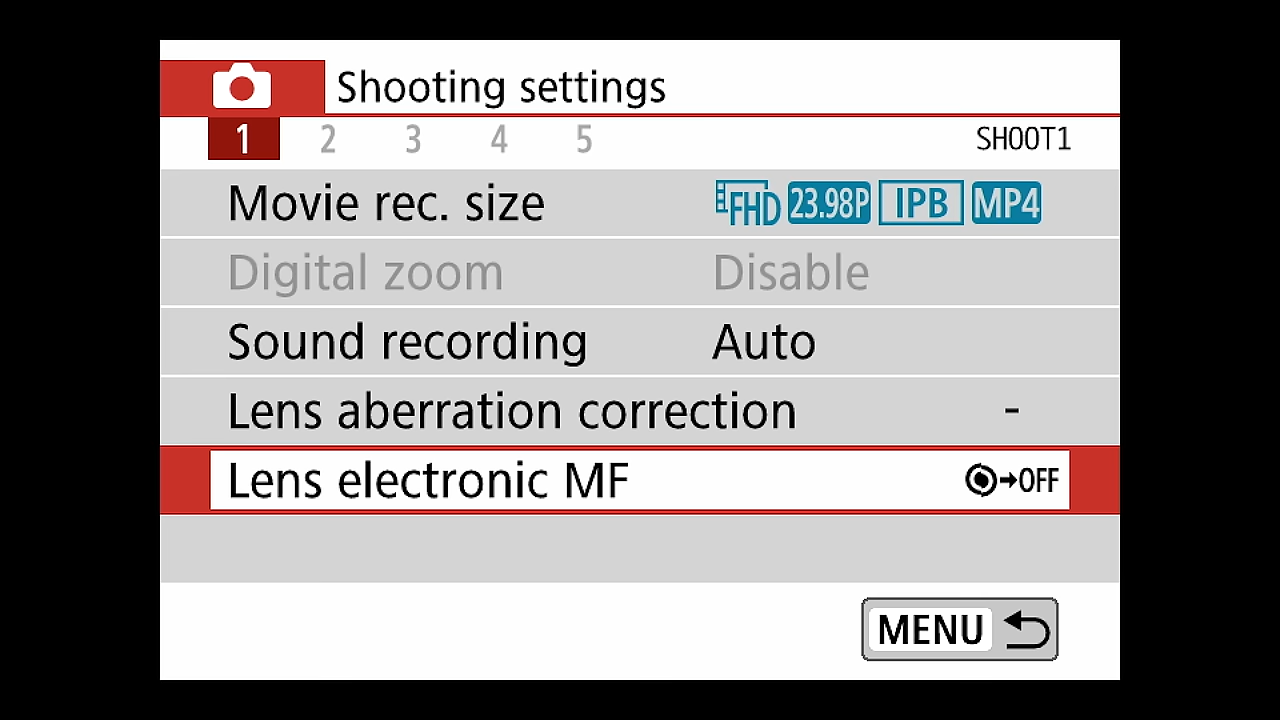 Shooting settings
1 2 3 4 5 SHOOT1
Movie rec. size FHD 23.98P IPB MP4
Digital zoom Disable
Sound recording Auto
Lens aberration correction -
Lens electronic MF →OFF
MENU